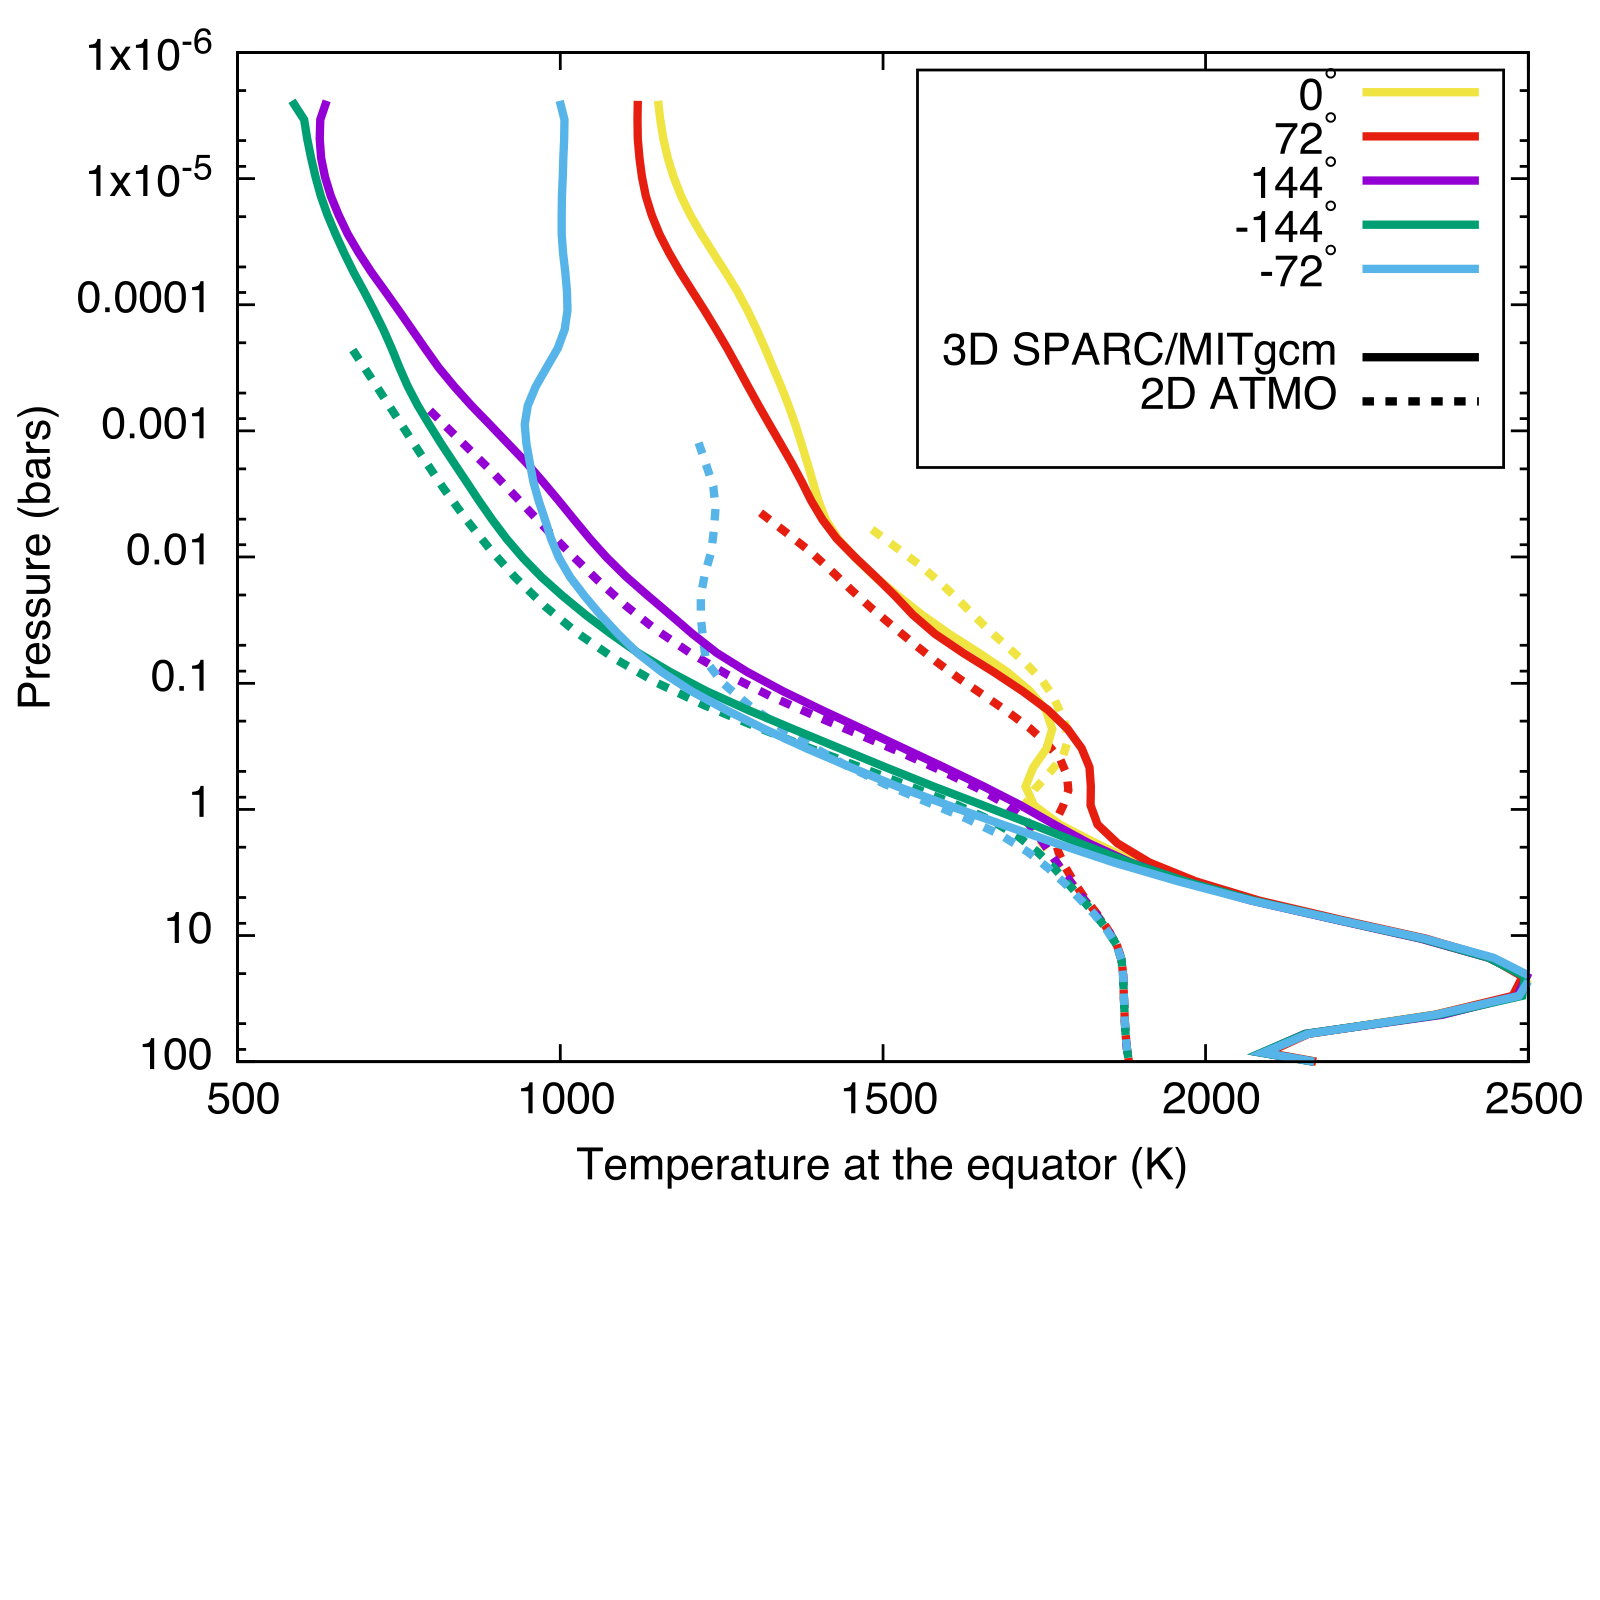 1x10-6
1x10-5
0.0001
0.001
0.01
0.1
1
10
100
Pressure (bars)
500 1000 1500 2000 2500
Temperature at the equator (K)
0°
72°
144°
-144°
-72°
3D SPARC/MITgcm
2D ATMO